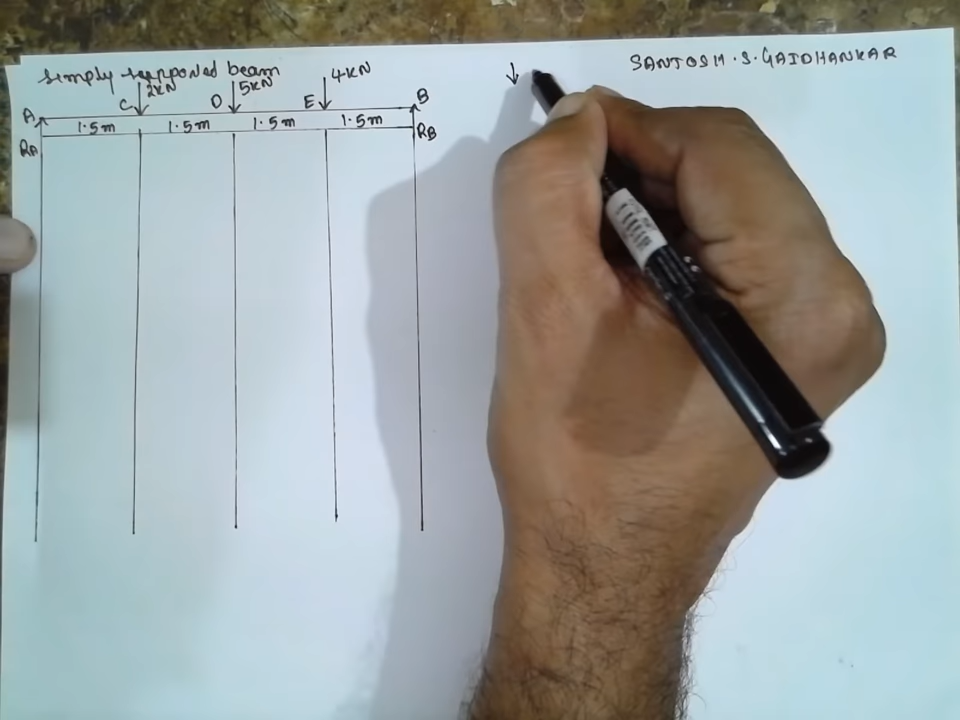 SANTOSH.S.GAIDHANKAR
simply supported beam
2KN 5KN 4KN
A C D E B
1.5m 1.5m 1.5m 1.5m
RA RB